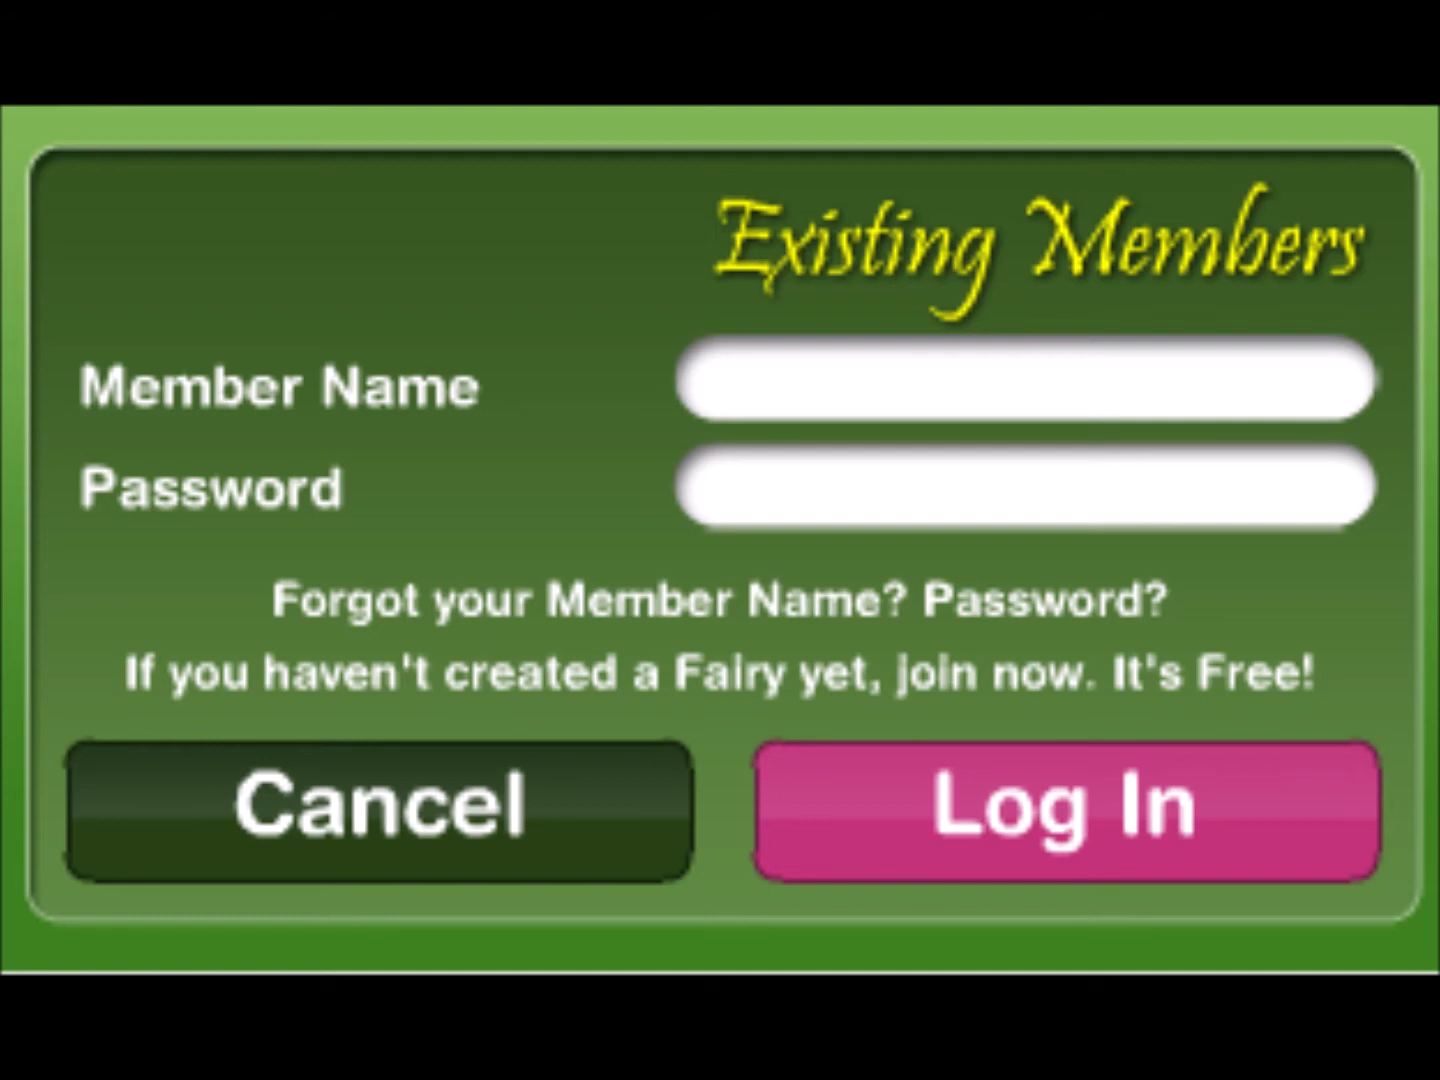 Existing Members
Member Name
Password
Forgot your Member Name? Password?
If you haven't created a Fairy yet, join now. It's Free!
Cancel
Log In